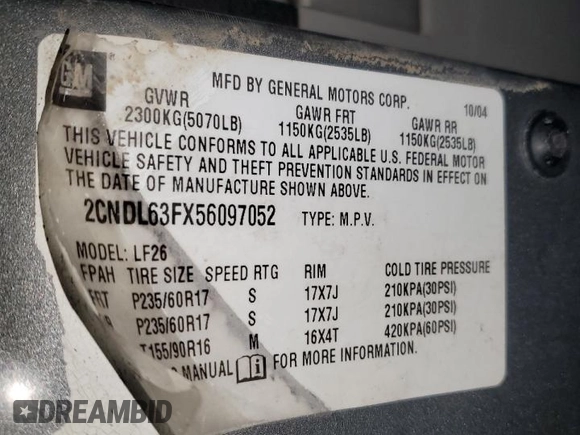 GM
MFD BY GENERAL MOTORS CORP. 10/04
GVWR GAWR FRT GAWR RR
2300KG(5070LB) 1150KG(2535LB) 1150KG(2535LB)
THIS VEHICLE CONFORMS TO ALL APPLICABLE U.S. FEDERAL MOTOR
VEHICLE SAFETY AND THEFT PREVENTION STANDARDS IN EFFECT ON
THE DATE OF MANUFACTURE SHOWN ABOVE.
2CNDL63FX56097052 TYPE: M.P.V.
MODEL: LF26
FPAH TIRE SIZE SPEED RTG RIM COLD TIRE PRESSURE
FRT P235/60R17 S 17X7J 210KPA(30PSI)
R P235/60R17 S 17X7J 210KPA(30PSI)
T155/90R16 M 16X4T 420KPA(60PSI)
MANUAL FOR MORE INFORMATION.
DREAMBID